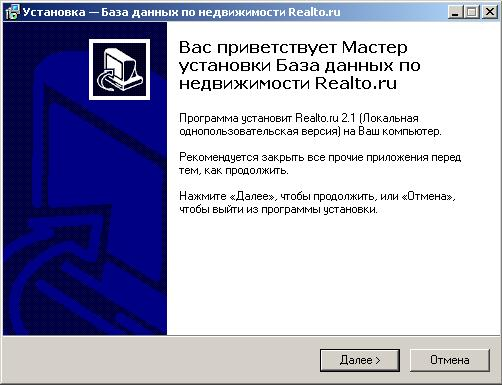 Установка — База данных по недвижимости Realto.ru
Вас приветствует Мастер
установки База данных по
недвижимости Realto.ru
Программа установит Realto.ru 2.1 (Локальная
однопользовательская версия) на Ваш компьютер.
Рекомендуется закрыть все прочие приложения перед
тем, как продолжить.
Нажмите «Далее», чтобы продолжить, или «Отмена»,
чтобы выйти из программы установки.
Далее >
Отмена